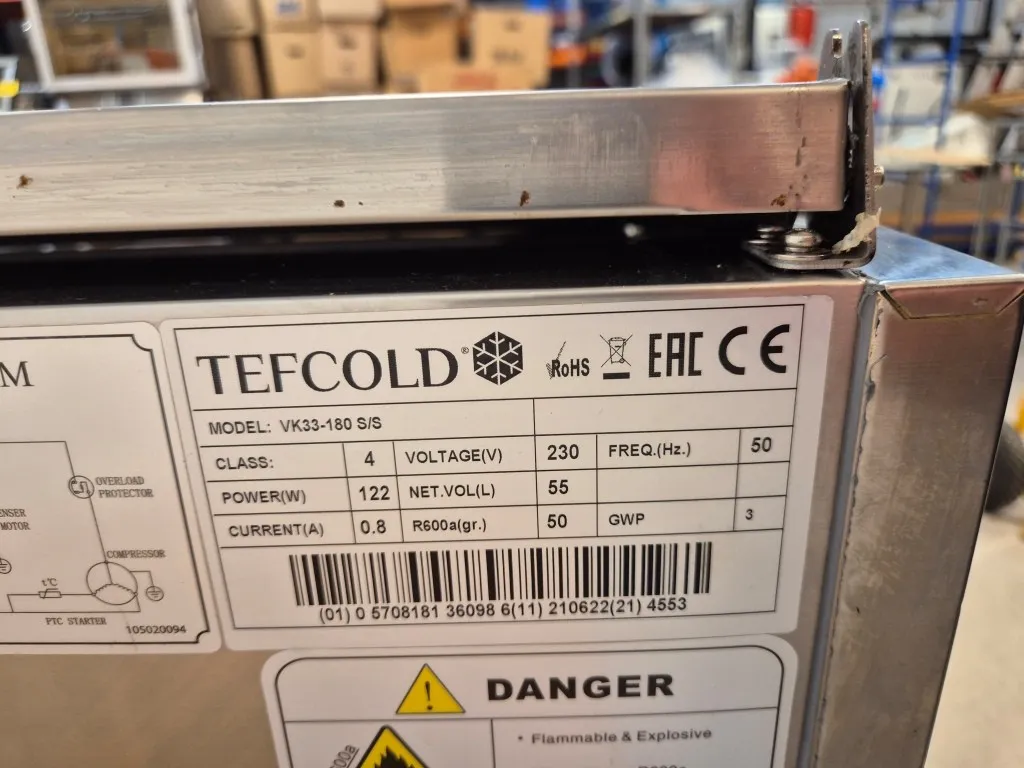 TEFCOLD®
RoHS
EAC CE
MODEL: VK33-180 S/S
CLASS: 4 VOLTAGE(V) 230 FREQ.(Hz.) 50
POWER(W) 122 NET.VOL(L) 55
CURRENT(A) 0.8 R600a(gr.) 50 GWP 3
(01) 0 5708181 36098 6(11) 210622(21) 4553
M
OVERLOAD
PROTECTOR
ENSER
MOTOR
COMPRESSOR
t°C
PTC STARTER
105020094
DANGER
• Flammable & Explosive